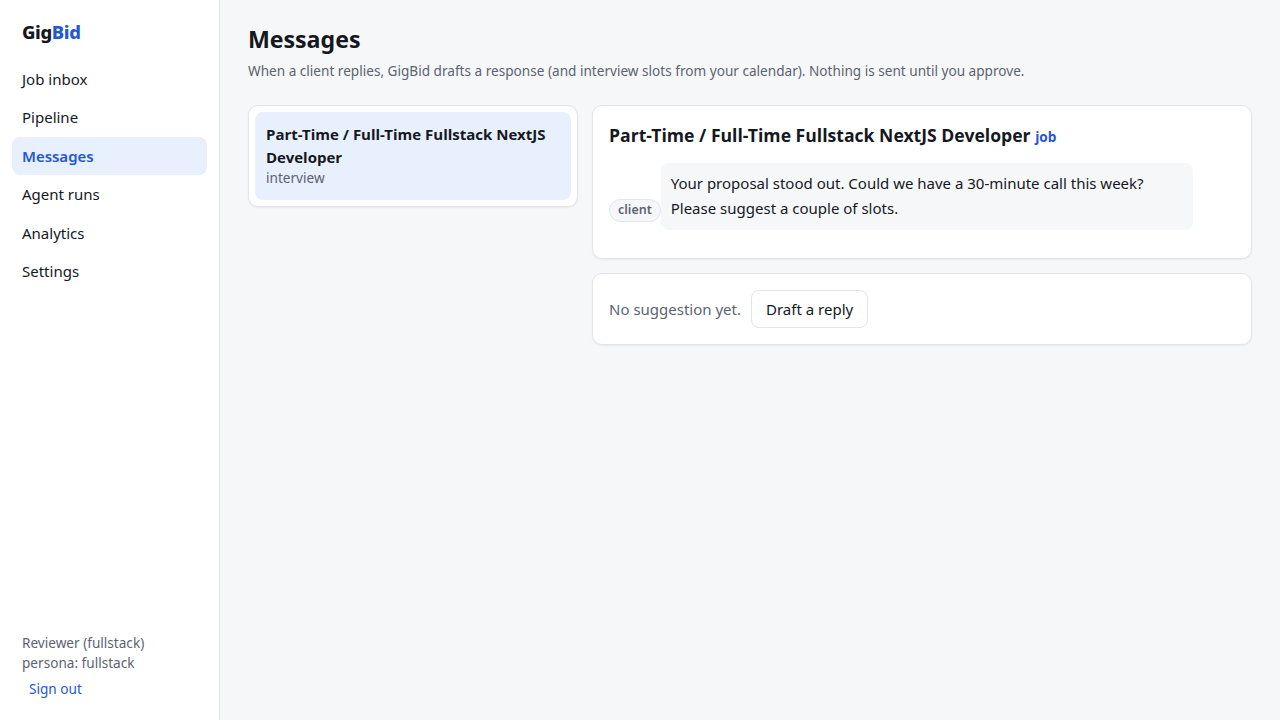 GigBid
Job inbox
Pipeline
Messages
Agent runs
Analytics
Settings
Reviewer (fullstack)
persona: fullstack
Sign out
Messages
When a client replies, GigBid drafts a response (and interview slots from your calendar). Nothing is sent until you approve.
Part-Time / Full-Time Fullstack NextJS
Developer
interview
Part-Time / Full-Time Fullstack NextJS Developer job
client
Your proposal stood out. Could we have a 30-minute call this week?
Please suggest a couple of slots.
No suggestion yet. Draft a reply